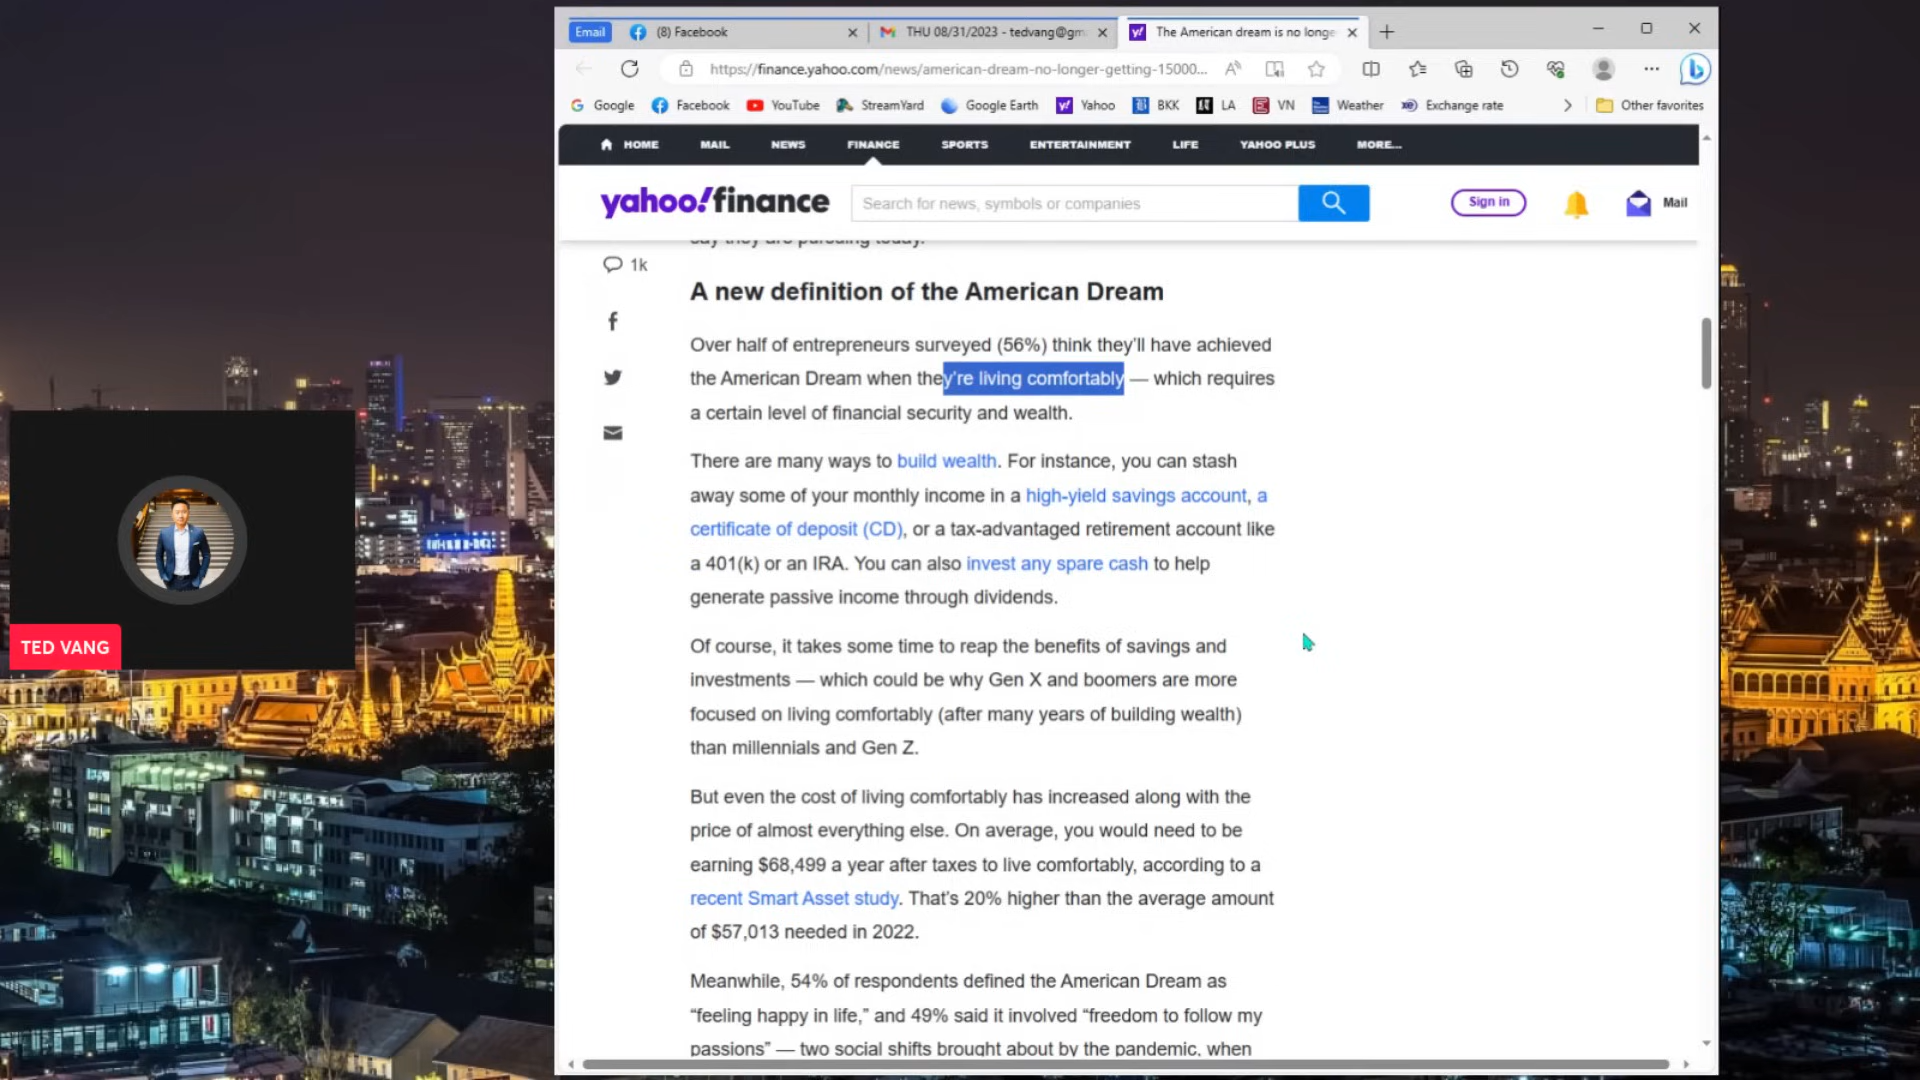 Email
(8) Facebook
THU 08/31/2023 - tedvang@gm
The American dream is no longe
https://finance.yahoo.com/news/american-dream-no-longer-getting-15000...
Google
Facebook
YouTube
StreamYard
Google Earth
Yahoo
BKK
LA
VN
Weather
Exchange rate
Other favorites
HOME
MAIL
NEWS
FINANCE
SPORTS
ENTERTAINMENT
LIFE
YAHOO PLUS
MORE...
yahoo!finance
Search for news, symbols or companies
Sign in
Mail
say they are pursuing today.
1k
A new definition of the American Dream
Over half of entrepreneurs surveyed (56%) think they'll have achieved
the American Dream when they're living comfortably — which requires
a certain level of financial security and wealth.
There are many ways to build wealth. For instance, you can stash
away some of your monthly income in a high-yield savings account, a
certificate of deposit (CD), or a tax-advantaged retirement account like
a 401(k) or an IRA. You can also invest any spare cash to help
generate passive income through dividends.
Of course, it takes some time to reap the benefits of savings and
investments — which could be why Gen X and boomers are more
focused on living comfortably (after many years of building wealth)
than millennials and Gen Z.
But even the cost of living comfortably has increased along with the
price of almost everything else. On average, you would need to be
earning $68,499 a year after taxes to live comfortably, according to a
recent Smart Asset study. That's 20% higher than the average amount
of $57,013 needed in 2022.
Meanwhile, 54% of respondents defined the American Dream as
“feeling happy in life,” and 49% said it involved “freedom to follow my
passions” — two social shifts brought about by the pandemic, when
TED VANG